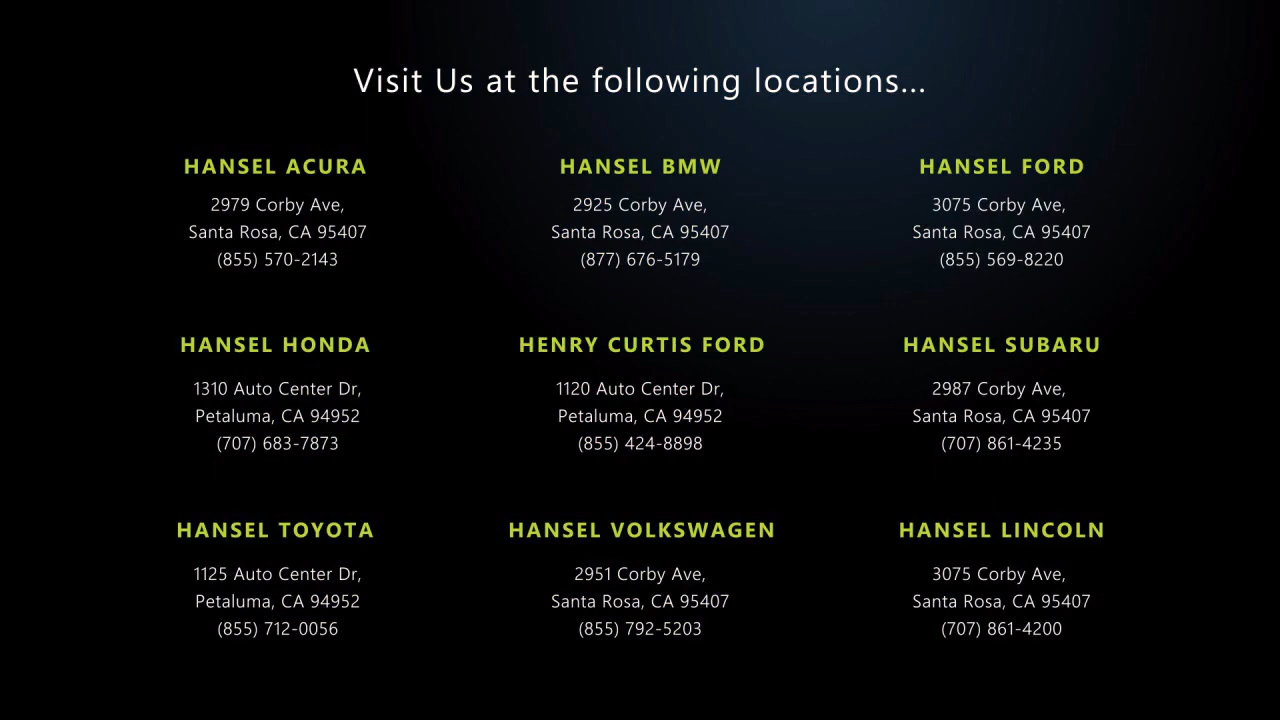 Visit Us at the following locations...
HANSEL ACURA
2979 Corby Ave,
Santa Rosa, CA 95407
(855) 570-2143
HANSEL BMW
2925 Corby Ave,
Santa Rosa, CA 95407
(877) 676-5179
HANSEL FORD
3075 Corby Ave,
Santa Rosa, CA 95407
(855) 569-8220
HANSEL HONDA
1310 Auto Center Dr,
Petaluma, CA 94952
(707) 683-7873
HENRY CURTIS FORD
1120 Auto Center Dr,
Petaluma, CA 94952
(855) 424-8898
HANSEL SUBARU
2987 Corby Ave,
Santa Rosa, CA 95407
(707) 861-4235
HANSEL TOYOTA
1125 Auto Center Dr,
Petaluma, CA 94952
(855) 712-0056
HANSEL VOLKSWAGEN
2951 Corby Ave,
Santa Rosa, CA 95407
(855) 792-5203
HANSEL LINCOLN
3075 Corby Ave,
Santa Rosa, CA 95407
(707) 861-4200